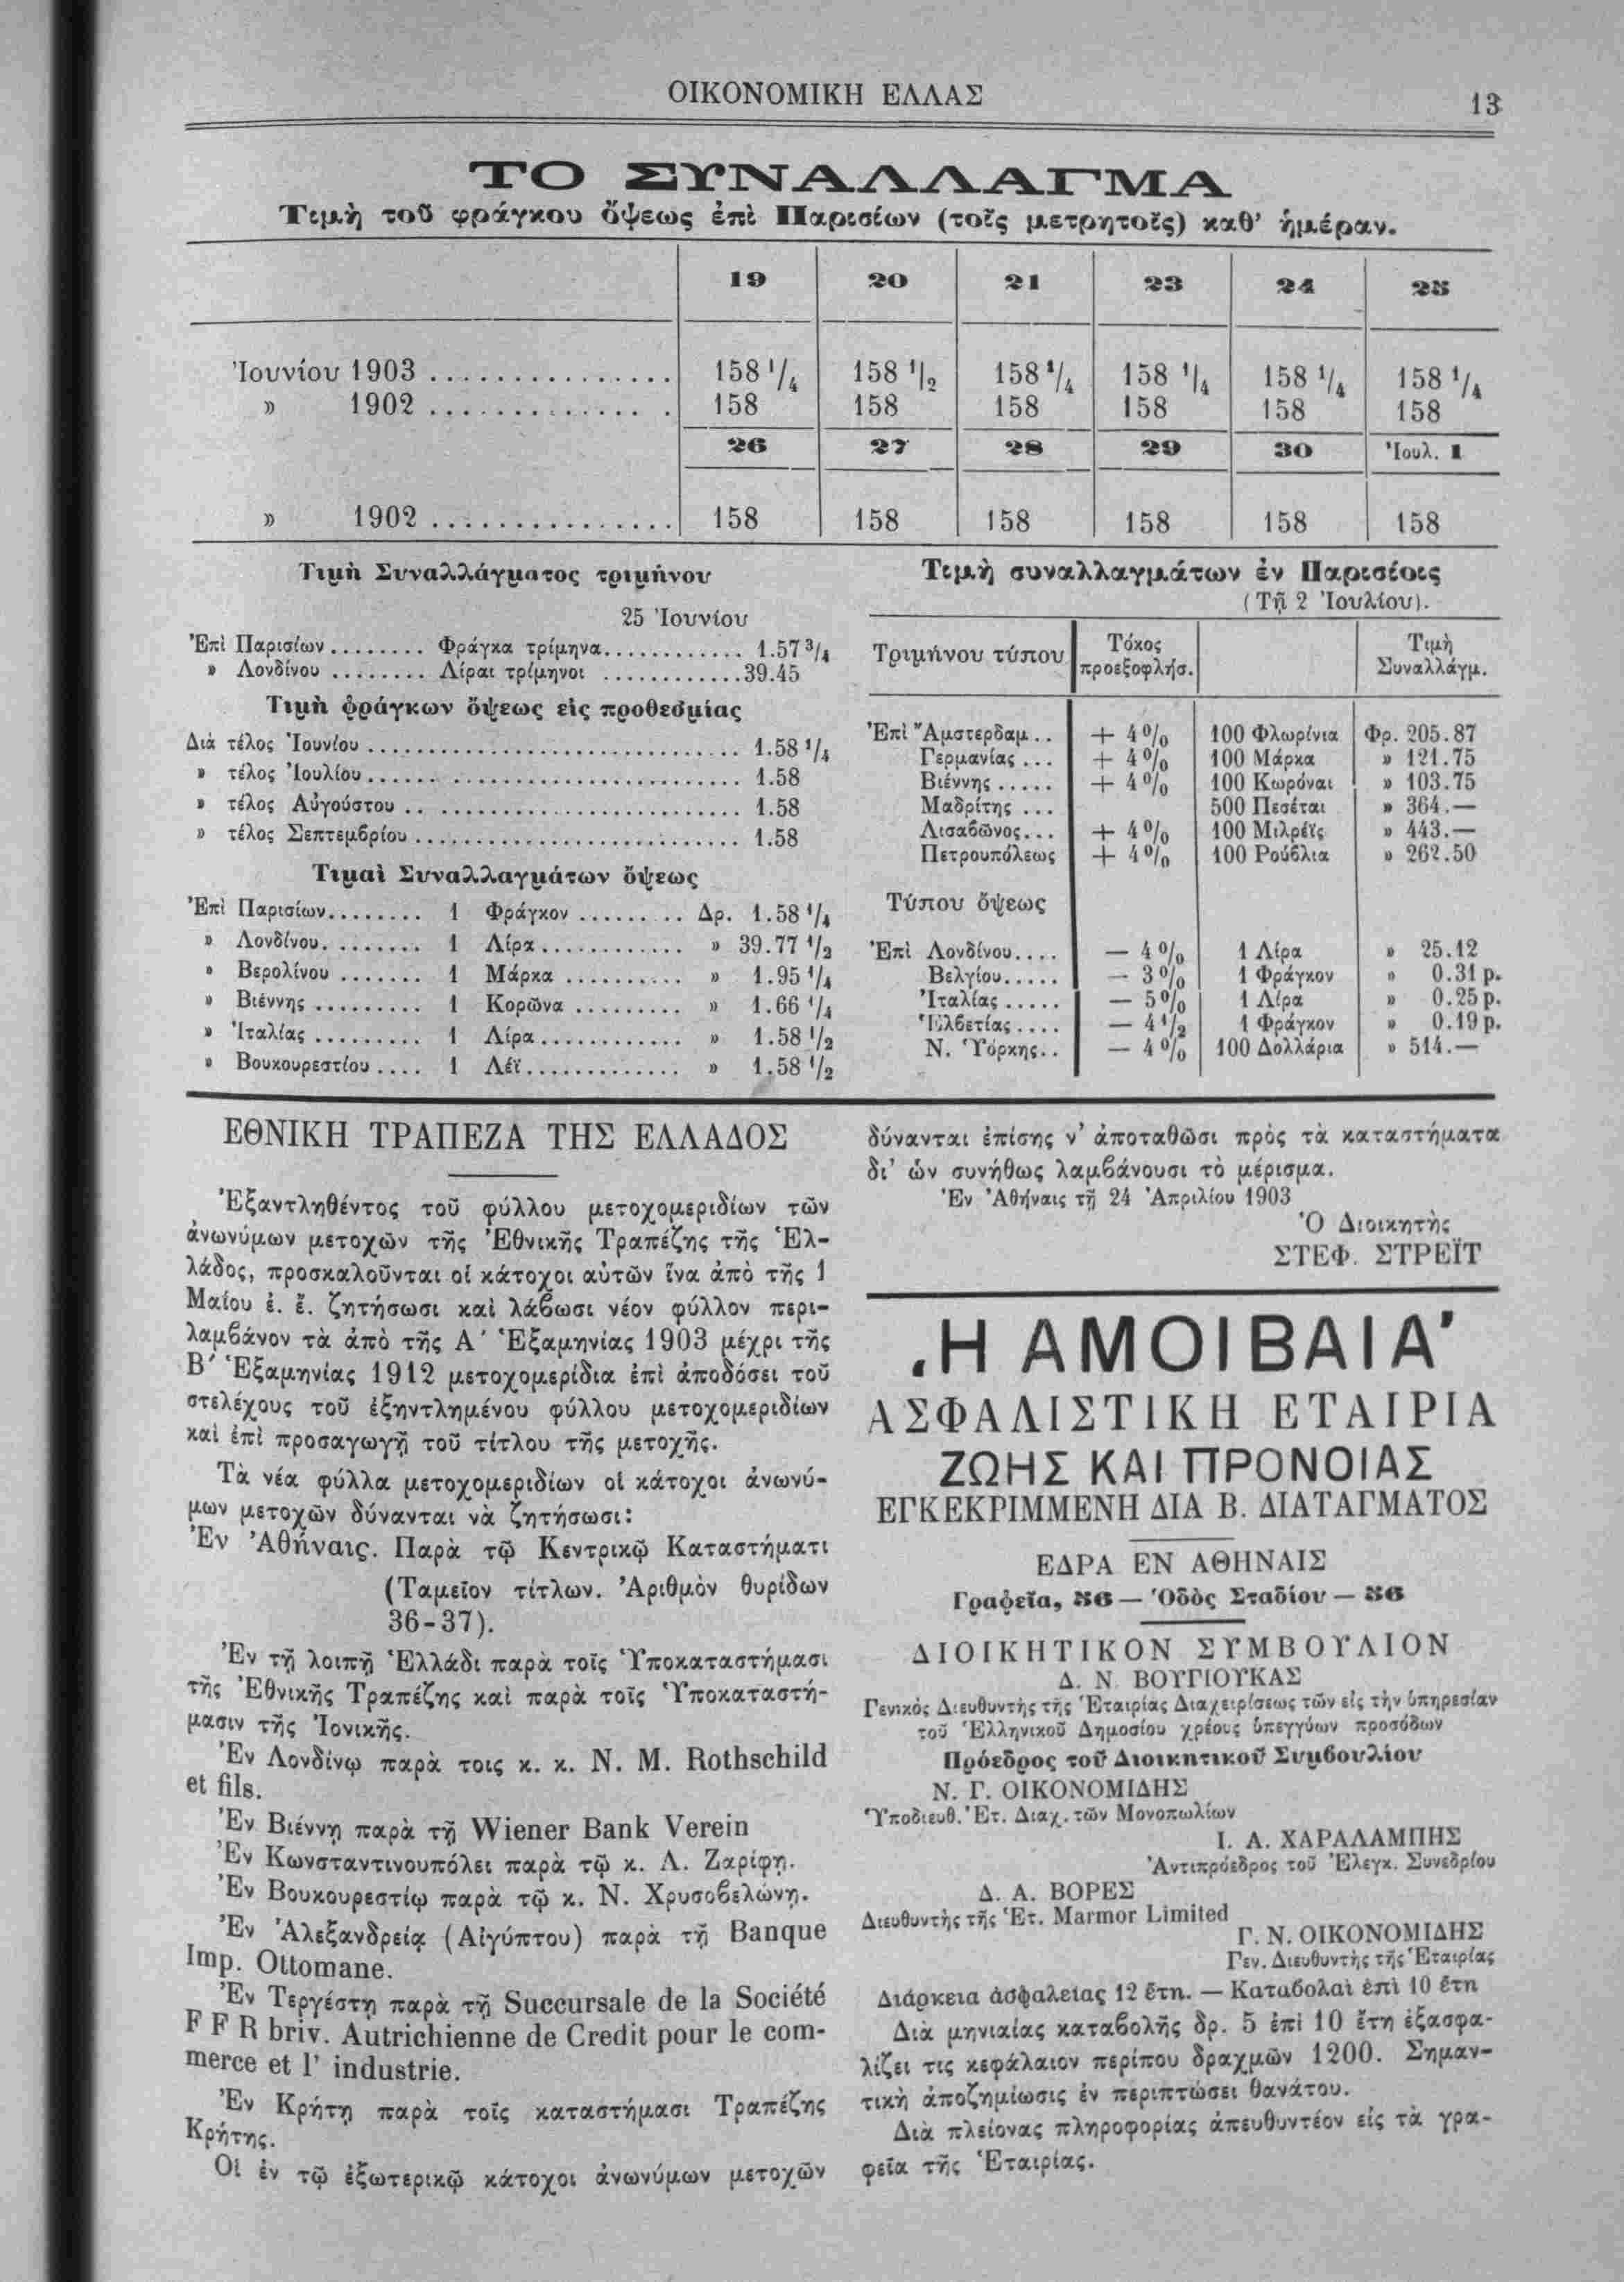 ΟΙΚΟΝΟΜΙΚΗ ΕΛΛΑΣ 13
ΤΟ ΣΥΝΑΛΛΑΓΜΑ
Τιμὴ τοῦ φράγκου ὄψεως ἐπὶ Παρισίων (τοῖς μετρητοῖς) καθ' ἡμέραν.
19 20 21 23 24 25
Ἰουνίου 1903 ................ 158 1/4 158 1/2 158 1/4 158 1/4 158 1/4 158 1/4
» 1902 ................ 158 158 158 158 158 158
26 27 28 29 30 Ἰουλ. 1
» 1902 ................ 158 158 158 158 158 158
Τιμὴ Συναλλάγματος τριμήνου
25 Ἰουνίου
Ἐπὶ Παρισίων ........ Φράγκα τρίμηνα ............ 1.57 3/4
» Λονδίνου ........ Λίραι τρίμηνοι ............ 39.45
Τιμὴ φράγκων ὄψεως εἰς προθεσμίας
Διὰ τέλος Ἰουνίου ............ 1.58 1/4
» τέλος Ἰουλίου ............ 1.58
» τέλος Αὐγούστου ............ 1.58
» τέλος Σεπτεμβρίου ............ 1.58
Τιμαὶ Συναλλαγμάτων ὄψεως
Ἐπὶ Παρισίων ........ 1 Φράγκον ......... Δρ. 1.58 1/4
» Λονδίνου ........ 1 Λίρα ............ » 39.77 1/2
» Βερολίνου ....... 1 Μάρκα .......... » 1.95 1/4
» Βιέννης ......... 1 Κορῶνα ......... » 1.66 1/4
» Ἰταλίας ......... 1 Λίρα ............ » 1.58 1/2
» Βουκουρεστίου .... 1 Λέϊ ............. » 1.58 1/2
Τιμὴ συναλλαγμάτων ἐν Παρισίοις
(Τῇ 2 Ἰουλίου).
Τριμήνου τύπου Τόκος προεξοφλήσ. Τιμὴ Συναλλάγμ.
Ἐπὶ Ἄμστερδαμ .. + 4 0/0 100 Φλωρίνια Φρ. 205.87
Γερμανίας ... + 4 0/0 100 Μάρκα » 121.75
Βιέννης ..... + 4 0/0 100 Κωρόναι » 103.75
Μαδρίτης ... 500 Πεσέται » 364.—
Λισαβῶνος ... + 4 0/0 100 Μιλρέϊς » 443.—
Πετρουπόλεως + 4 0/0 100 Ρούβλια » 262.50
Τύπου ὄψεως
Ἐπὶ Λονδίνου .... — 4 0/0 1 Λίρα » 25.12
Βελγίου ..... — 3 0/0 1 Φράγκον » 0.31 p.
Ἰταλίας ..... — 5 0/0 1 Λίρα » 0.25 p.
Ἑλβετίας .... — 4 1/2 1 Φράγκον » 0.19 p.
Ν. Ὑόρκης .. — 4 0/0 100 Δολλάρια » 514.—
ΕΘΝΙΚΗ ΤΡΑΠΕΖΑ ΤΗΣ ΕΛΛΑΔΟΣ
Ἐξαντληθέντος τοῦ φύλλου μετοχομεριδίων τῶν
ἀνωνύμων μετοχῶν τῆς Ἐθνικῆς Τραπέζης τῆς Ἑλ-
λάδος, προσκαλοῦνται οἱ κάτοχοι αὐτῶν ἵνα ἀπὸ τῆς 1
Μαΐου ἐ. ἔ. ζητήσωσι καὶ λάβωσι νέον φύλλον περι-
λαμβάνον τὰ ἀπὸ τῆς Α΄ Ἑξαμηνίας 1903 μέχρι τῆς
Β΄ Ἑξαμηνίας 1912 μετοχομερίδια ἐπὶ ἀποδόσει τοῦ
στελέχους τοῦ ἐξηντλημένου φύλλου μετοχομεριδίων
καὶ ἐπὶ προσαγωγῇ τοῦ τίτλου τῆς μετοχῆς.
Τὰ νέα φύλλα μετοχομεριδίων οἱ κάτοχοι ἀνωνύ-
μων μετοχῶν δύνανται νὰ ζητήσωσι:
Ἐν Ἀθήναις. Παρὰ τῷ Κεντρικῷ Καταστήματι
(Ταμεῖον τίτλων. Ἀριθμὸν θυρίδων
36-37).
Ἐν τῇ λοιπῇ Ἑλλάδι παρὰ τοῖς Ὑποκαταστήμασι
τῆς Ἐθνικῆς Τραπέζης καὶ παρὰ τοῖς Ὑποκαταστή-
μασιν τῆς Ἰονικῆς.
Ἐν Λονδίνῳ παρὰ τοις κ. κ. N. M. Rothschild
et fils.
Ἐν Βιέννῃ παρὰ τῇ Wiener Bank Verein
Ἐν Κωνσταντινουπόλει παρὰ τῷ κ. Λ. Ζαρίφῃ.
Ἐν Βουκουρεστίῳ παρὰ τῷ κ. Ν. Χρυσοβελώνῃ.
Ἐν Ἀλεξανδρείᾳ (Αἰγύπτου) παρὰ τῇ Banque
Imp. Ottomane.
Ἐν Τεργέστῃ παρὰ τῇ Succursale de la Société
F F R briv. Autrichienne de Credit pour le com-
merce et l' industrie.
Ἐν Κρήτῃ παρὰ τοῖς καταστήμασι Τραπέζης
Κρήτης.
Οἱ ἐν τῷ ἐξωτερικῷ κάτοχοι ἀνωνύμων μετοχῶν
δύνανται ἐπίσης ν' ἀποταθῶσι πρὸς τὰ καταστήματα
δι' ὧν συνήθως λαμβάνουσι τὸ μέρισμα.
Ἐν Ἀθήναις τῇ 24 Ἀπριλίου 1903
Ὁ Διοικητὴς
ΣΤΕΦ. ΣΤΡΕΪΤ
‚Η ΑΜΟΙΒΑΙΑ'
ΑΣΦΑΛΙΣΤΙΚΗ ΕΤΑΙΡΙΑ
ΖΩΗΣ ΚΑΙ ΠΡΟΝΟΙΑΣ
ΕΓΚΕΚΡΙΜΜΕΝΗ ΔΙΑ Β. ΔΙΑΤΑΓΜΑΤΟΣ
ΕΔΡΑ ΕΝ ΑΘΗΝΑΙΣ
Γραφεῖα, 56 — Ὁδὸς Σταδίου — 56
ΔΙΟΙΚΗΤΙΚΟΝ ΣΥΜΒΟΥΛΙΟΝ
Δ. Ν. ΒΟΥΓΙΟΥΚΑΣ
Γενικός Διευθυντὴς τῆς Ἑταιρίας Διαχειρίσεως τῶν εἰς τὴν ὑπηρεσίαν
τοῦ Ἑλληνικοῦ Δημοσίου χρέους ὑπεγγύων προσόδων
Πρόεδρος τοῦ Διοικητικοῦ Συμβουλίου
Ν. Γ. ΟΙΚΟΝΟΜΙΔΗΣ
Ὑποδιευθ. Ἑτ. Διαχ. τῶν Μονοπωλίων
Ι. Α. ΧΑΡΑΛΑΜΠΗΣ
Ἀντιπρόεδρος τοῦ Ἐλεγκ. Συνεδρίου
Δ. Α. ΒΟΡΕΣ
Διευθυντὴς τῆς Ἑτ. Marmor Limited
Γ. Ν. ΟΙΚΟΝΟΜΙΔΗΣ
Γεν. Διευθυντὴς τῆς Ἑταιρίας
Διάρκεια ἀσφαλείας 12 ἔτη. — Καταβολαὶ ἐπὶ 10 ἔτη
Διὰ μηνιαίας καταβολῆς δρ. 5 ἐπὶ 10 ἔτη ἐξασφα-
λίζει τις κεφάλαιον περίπου δραχμῶν 1200. Σημαν-
τικὴ ἀποζημίωσις ἐν περιπτώσει θανάτου.
Διὰ πλείονας πληροφορίας ἀπευθυντέον εἰς τὰ γρα-
φεῖα τῆς Ἑταιρίας.